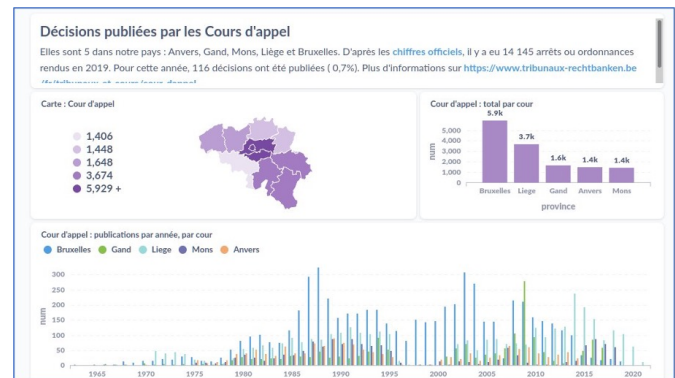 Décisions publiées par les Cours d'appel
Elles sont 5 dans notre pays : Anvers, Gand, Mons, Liège et Bruxelles. D'après les chiffres officiels, il y a eu 14 145 arrêts ou ordonnances
rendus en 2019. Pour cette année, 116 décisions ont été publiées ( 0,7%). Plus d'informations sur https://www.tribunaux-rechtbanken.be
Carte : Cour d'appel
1,406
1,448
1,648
3,674
5,929 +
Cour d'appel : total par cour
5.9k
3.7k
1.6k
1.4k
1.4k
5,000
4,000
3,000
2,000
1,000
0
num
Bruxelles Liege Gand Anvers Mons
province
Cour d'appel : publications par année, par cour
Bruxelles Gand Liege Mons Anvers
300
250
200
150
100
50
0
num
1965 1970 1975 1980 1985 1990 1995 2000 2005 2010 2015 2020